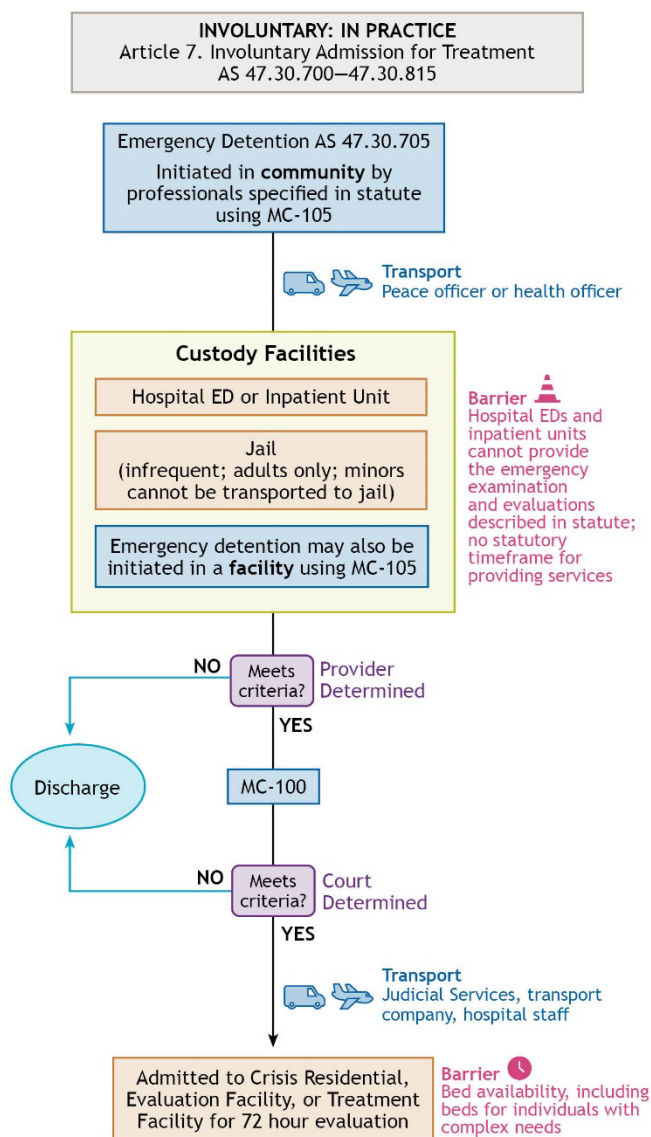 INVOLUNTARY: IN PRACTICE
Article 7. Involuntary Admission for Treatment
AS 47.30.700—47.30.815
Emergency Detention AS 47.30.705
Initiated in community by
professionals specified in statute
using MC-105
Transport
Peace officer or health officer
Custody Facilities
Hospital ED or Inpatient Unit
Jail
(infrequent; adults only; minors
cannot be transported to jail)
Emergency detention may also be
initiated in a facility using MC-105
Barrier
Hospital EDs and
inpatient units
cannot provide
the emergency
examination
and evaluations
described in statute;
no statutory
timeframe for
providing services
NO
Meets
criteria?
Provider
Determined
YES
Discharge
MC-100
NO
Meets
criteria?
Court
Determined
YES
Transport
Judicial Services, transport
company, hospital staff
Admitted to Crisis Residential,
Evaluation Facility, or Treatment
Facility for 72 hour evaluation
Barrier
Bed availability, including
beds for individuals with
complex needs